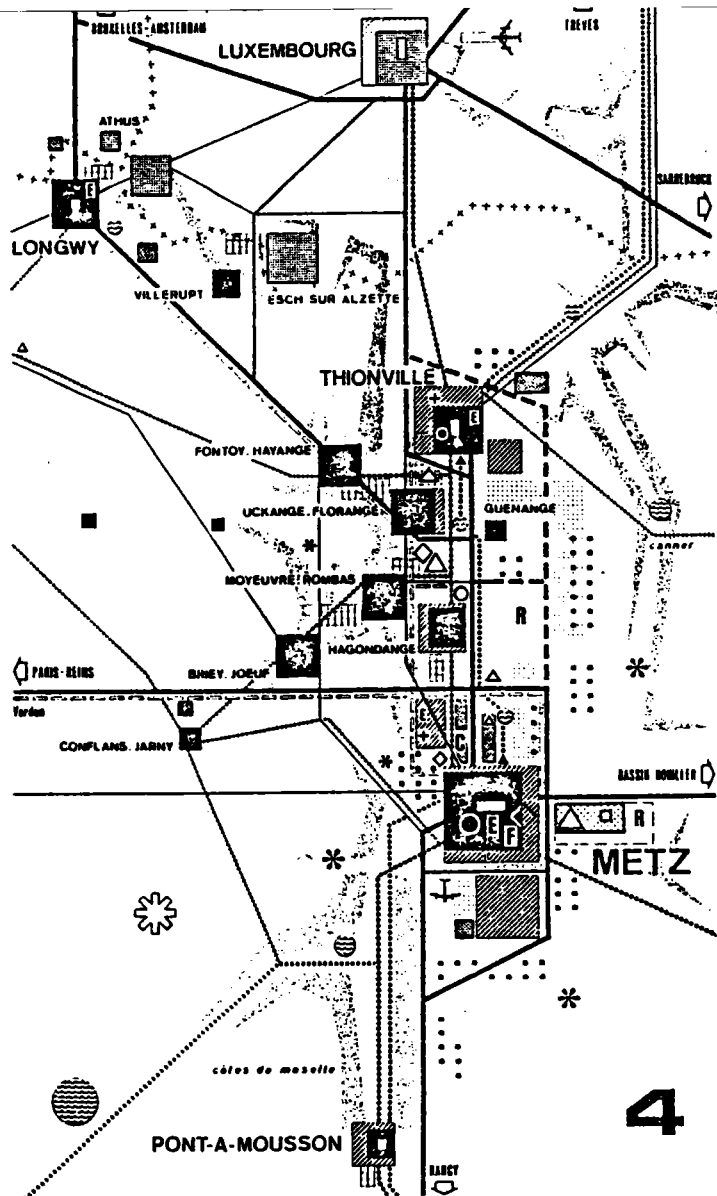 BRUXELLES-AMSTERDAM
TREVES
LUXEMBOURG
ATHUS
SARREBRUCK
E
LONGWY
VILLERUPT
ESCH SUR ALZETTE
THIONVILLE
E
FONTOY. HAYANGE
UCKANGE. FLORANGE
GUENANGE
canner
MOYEUVRE. ROMBAS
R
HAGONDANGE
PARIS-REIMS
BRIEY. JOEUF
Verdun
E
CONFLANS. JARNY
BASSIN HOUILLER
E
F
R
METZ
côtes de moselle
4
PONT-A-MOUSSON
NANCY